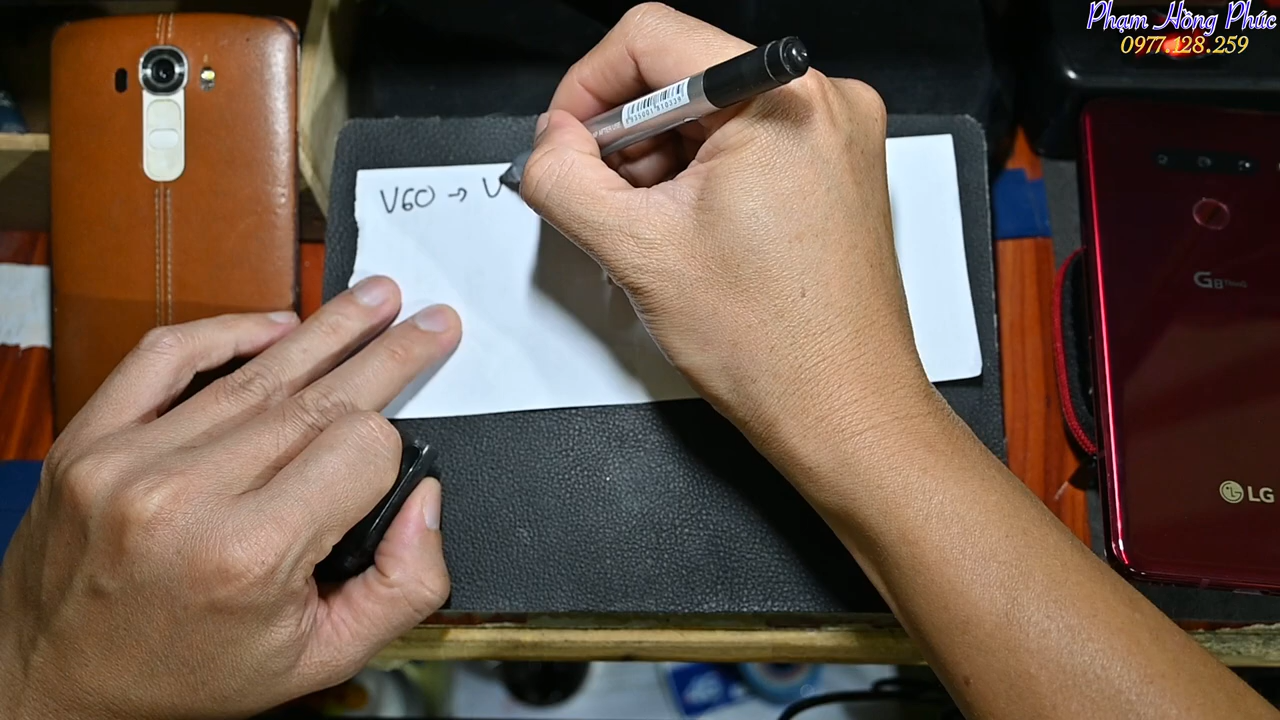 Phạm Hồng Phúc
0977.128.259
V60 → V
G8 ThinQ
LG